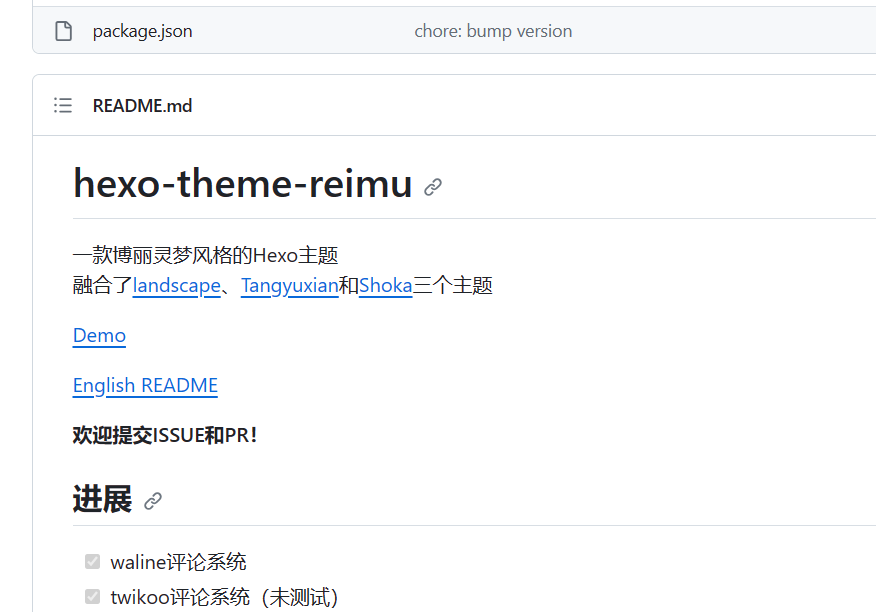 package.json chore: bump version
README.md
hexo-theme-reimu
一款博丽灵梦风格的Hexo主题
融合了landscape、Tangyuxian和Shoka三个主题
Demo
English README
欢迎提交ISSUE和PR!
进展
waline评论系统
twikoo评论系统（未测试）